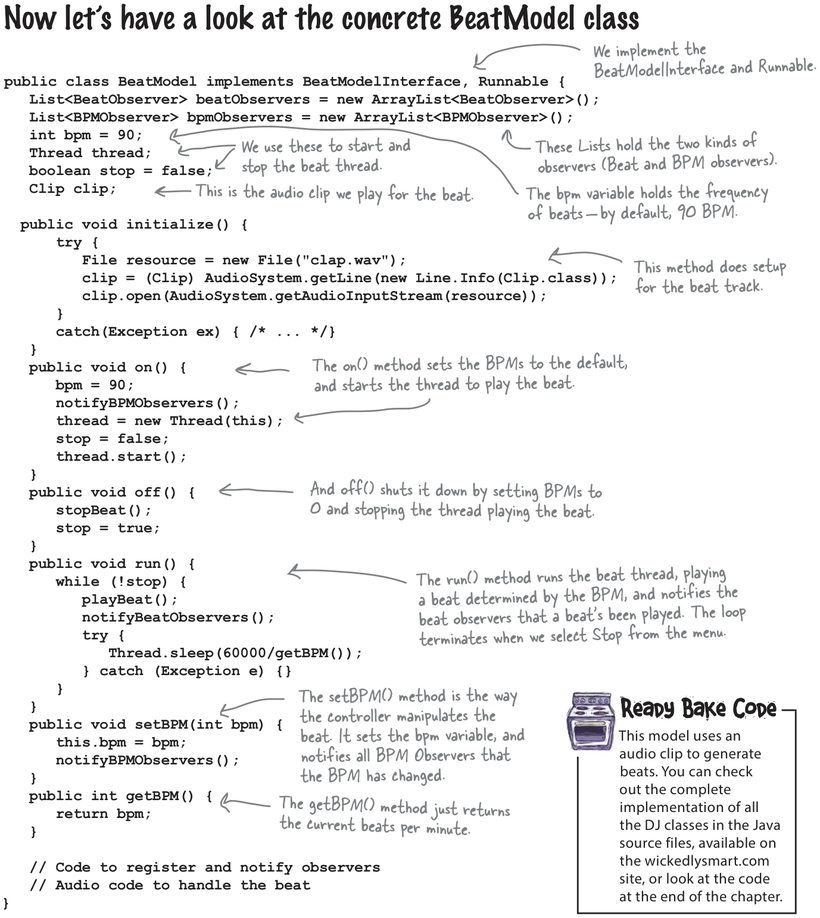 Now let's have a look at the concrete BeatModel class
We implement the
BeatModelInterface and Runnable.
public class BeatModel implements BeatModelInterface, Runnable {
List<BeatObserver> beatObservers = new ArrayList<BeatObserver>();
List<BPMObserver> bpmObservers = new ArrayList<BPMObserver>();
int bpm = 90;
Thread thread;
boolean stop = false;
Clip clip;
We use these to start and
stop the beat thread.
These Lists hold the two kinds of
observers (Beat and BPM observers).
This is the audio clip we play for the beat.
The bpm variable holds the frequency
of beats—by default, 90 BPM.
public void initialize() {
try {
File resource = new File("clap.wav");
clip = (Clip) AudioSystem.getLine(new Line.Info(Clip.class));
clip.open(AudioSystem.getAudioInputStream(resource));
}
catch(Exception ex) { /* ... */}
}
This method does setup
for the beat track.
public void on() {
bpm = 90;
notifyBPMObservers();
thread = new Thread(this);
stop = false;
thread.start();
}
The on() method sets the BPMs to the default,
and starts the thread to play the beat.
public void off() {
stopBeat();
stop = true;
}
And off() shuts it down by setting BPMs to
0 and stopping the thread playing the beat.
public void run() {
while (!stop) {
playBeat();
notifyBeatObservers();
try {
Thread.sleep(60000/getBPM());
} catch (Exception e) {}
}
}
The run() method runs the beat thread, playing
a beat determined by the BPM, and notifies the
beat observers that a beat's been played. The loop
terminates when we select Stop from the menu.
public void setBPM(int bpm) {
this.bpm = bpm;
notifyBPMObservers();
}
The setBPM() method is the way
the controller manipulates the
beat. It sets the bpm variable, and
notifies all BPM Observers that
the BPM has changed.
public int getBPM() {
return bpm;
}
The getBPM() method just returns
the current beats per minute.
// Code to register and notify observers
// Audio code to handle the beat
}
Ready Bake Code
This model uses an
audio clip to generate
beats. You can check
out the complete
implementation of all
the DJ classes in the Java
source files, available on
the wickedlysmart.com
site, or look at the code
at the end of the chapter.